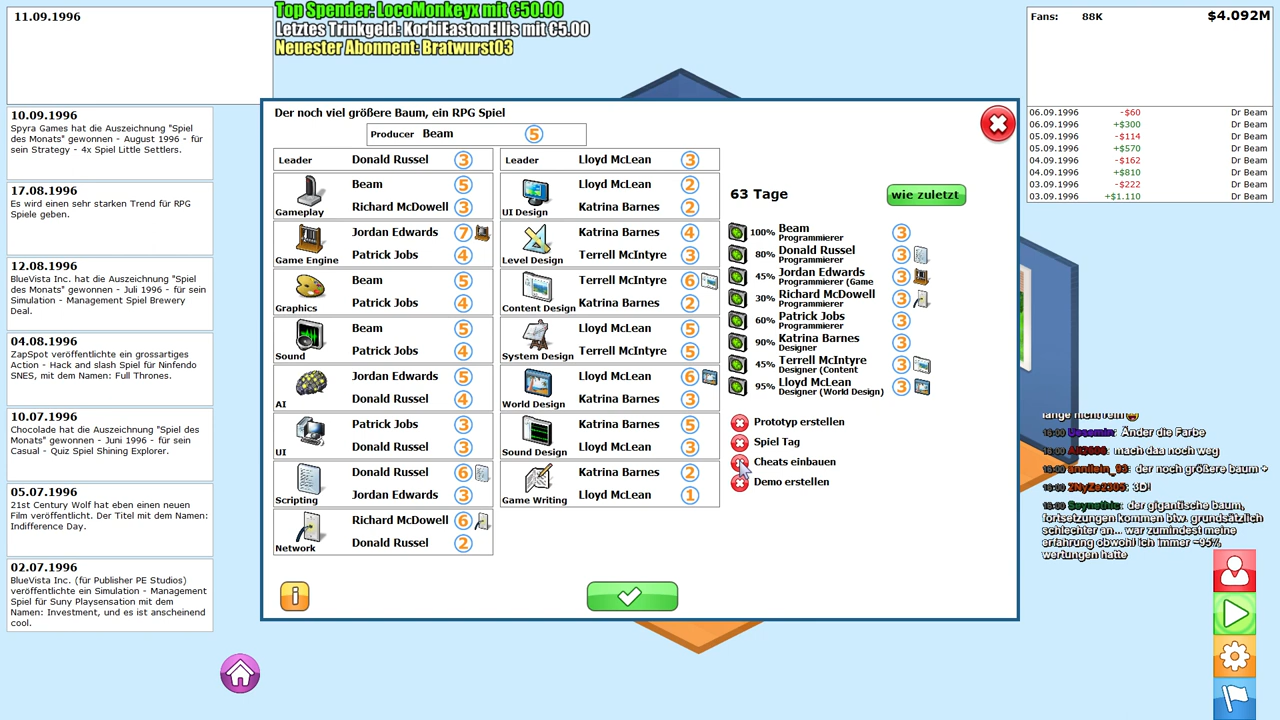 11.09.1996
Top Spender: LocoMonkeyx mit €50.00
Letztes Trinkgeld: KorbiEastonEllis mit €5.00
Neuester Abonnent: Bratwurst03
Fans: 88K $4.092M
06.09.1996 -$60 Dr Beam
06.09.1996 +$300 Dr Beam
05.09.1996 -$114 Dr Beam
05.09.1996 +$570 Dr Beam
04.09.1996 -$162 Dr Beam
04.09.1996 +$810 Dr Beam
03.09.1996 -$222 Dr Beam
03.09.1996 +$1.110 Dr Beam
10.09.1996
Spyra Games hat die Auszeichnung "Spiel
des Monats" gewonnen - August 1996 - für
sein Strategy - 4x Spiel Little Settlers.
17.08.1996
Es wird einen sehr starken Trend für RPG
Spiele geben.
12.08.1996
BlueVista Inc. hat die Auszeichnung "Spiel
des Monats" gewonnen - Juli 1996 - für
sein Simulation - Management Spiel Brewery
Deal.
04.08.1996
ZapSpot veröffentlichte ein grossartiges
Action - Hack and slash Spiel für Ninfendo
SNES, mit dem Namen: Full Thrones.
10.07.1996
Chocolade hat die Auszeichnung "Spiel
des Monats" gewonnen - Juni 1996 - für
sein Casual - Quiz Spiel Shining Explorer.
05.07.1996
21st Century Wolf hat eben einen neuen
Film veröffentlicht. Der Titel mit dem Namen:
Indifference Day.
02.07.1996
BlueVista Inc. (für Publisher PE Studios)
veröffentlichte ein Simulation - Management
Spiel für Suny Playsensation mit dem
Namen: Investment, und es ist anscheinend
cool.
Der noch viel größere Baum, ein RPG Spiel
Producer Beam 5
Leader Donald Russel 3
Gameplay Beam 5
Richard McDowell 3
Game Engine Jordan Edwards 7
Patrick Jobs 4
Graphics Beam 5
Patrick Jobs 4
Sound Beam 5
Patrick Jobs 4
AI Jordan Edwards 5
Donald Russel 4
UI Patrick Jobs 3
Donald Russel 3
Scripting Donald Russel 6
Jordan Edwards 3
Network Richard McDowell 6
Donald Russel 2
Leader Lloyd McLean 3
UI Design Lloyd McLean 2
Katrina Barnes 2
Level Design Katrina Barnes 4
Terrell McIntyre 3
Content Design Terrell McIntyre 6
Katrina Barnes 2
System Design Lloyd McLean 5
Terrell McIntyre 5
World Design Lloyd McLean 6
Katrina Barnes 3
Sound Design Katrina Barnes 5
Lloyd McLean 3
Game Writing Katrina Barnes 2
Lloyd McLean 1
63 Tage wie zuletzt
100% Beam 3
Programmierer
80% Donald Russel 3
Programmierer
45% Jordan Edwards 3
Programmierer (Game
30% Richard McDowell 3
Programmierer
60% Patrick Jobs 3
Programmierer
90% Katrina Barnes 3
Designer
45% Terrell McIntyre 3
Designer (Content
95% Lloyd McLean 3
Designer (World Design)
Prototyp erstellen
Spiel Tag
Cheats einbauen
Demo erstellen
lange nicht rein
Änder die Farbe
mach daa noch weg
der noch größere baum +
3D!
der gigantische baum,
fortsetzungen kommen btw. grundsätzlich
schlechter an... war zumindest meine
erfahrung obwohl ich immer ~95%
wertungen hatte